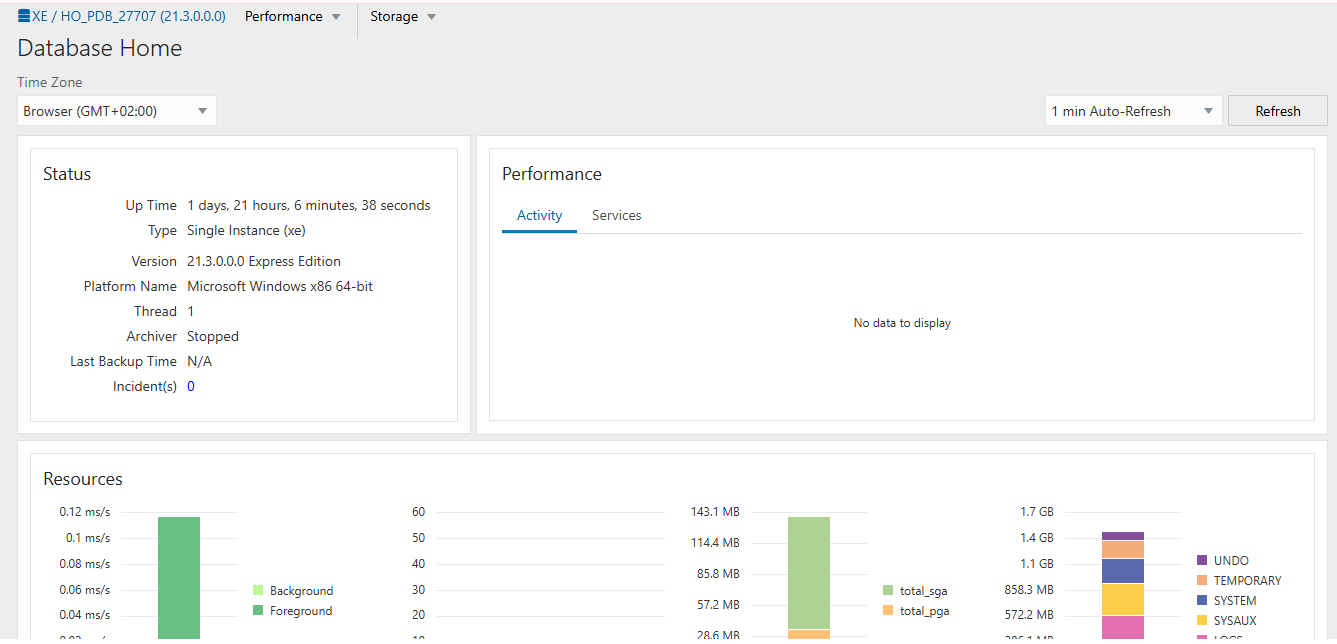 XE / HO_PDB_27707 (21.3.0.0.0) Performance Storage
Database Home
Time Zone
Browser (GMT+02:00) 1 min Auto-Refresh Refresh
Status
Up Time 1 days, 21 hours, 6 minutes, 38 seconds
Type Single Instance (xe)
Version 21.3.0.0.0 Express Edition
Platform Name Microsoft Windows x86 64-bit
Thread 1
Archiver Stopped
Last Backup Time N/A
Incident(s) 0
Performance
Activity Services
No data to display
Resources
0.12 ms/s
0.1 ms/s
0.08 ms/s
0.06 ms/s
0.04 ms/s
Background
Foreground
60
50
40
30
20
143.1 MB
114.4 MB
85.8 MB
57.2 MB
28.6 MB
total_sga
total_pga
1.7 GB
1.4 GB
1.1 GB
858.3 MB
572.2 MB
UNDO
TEMPORARY
SYSTEM
SYSAUX